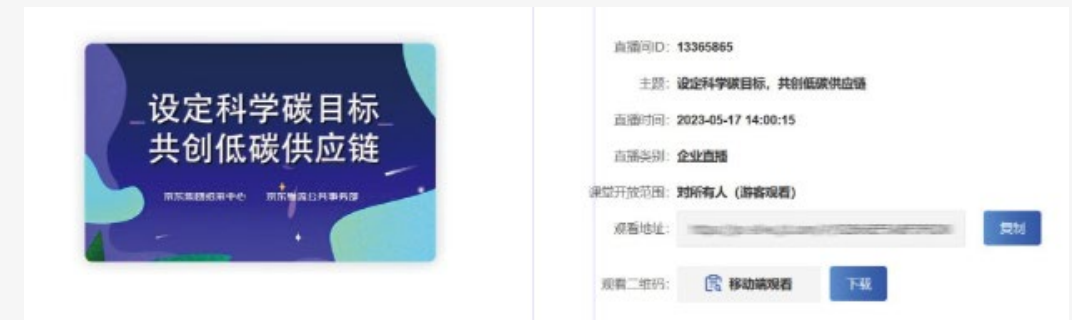 设定科学碳目标
共创低碳供应链
京东集团采销中心 京东物流公共事务部
直播间ID: 13365865
主题: 设定科学碳目标,共创低碳供应链
直播时间: 2023-05-17 14:00:15
直播类别: 企业直播
课堂开放范围: 对所有人(游客观看)
观看地址:
复制
观看二维码: 移动端观看 下载